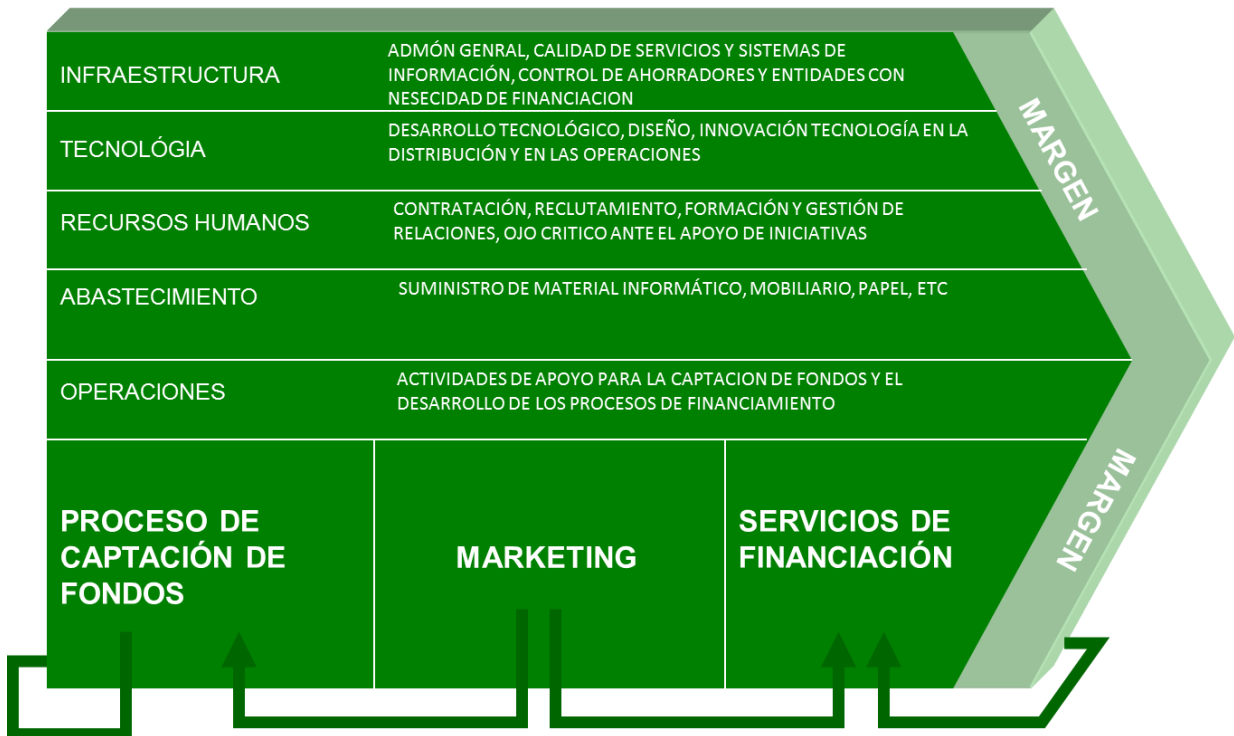 INFRAESTRUCTURA
ADMÓN GENRAL, CALIDAD DE SERVICIOS Y SISTEMAS DE
INFORMACIÓN, CONTROL DE AHORRADORES Y ENTIDADES CON
NESECIDAD DE FINANCIACION
TECNOLÓGIA
DESARROLLO TECNOLÓGICO, DISEÑO, INNOVACIÓN TECNOLOGÍA EN LA
DISTRIBUCIÓN Y EN LAS OPERACIONES
RECURSOS HUMANOS
CONTRATACIÓN, RECLUTAMIENTO, FORMACIÓN Y GESTIÓN DE
RELACIONES, OJO CRITICO ANTE EL APOYO DE INICIATIVAS
ABASTECIMIENTO
SUMINISTRO DE MATERIAL INFORMÁTICO, MOBILIARIO, PAPEL, ETC
OPERACIONES
ACTIVIDADES DE APOYO PARA LA CAPTACION DE FONDOS Y EL
DESARROLLO DE LOS PROCESOS DE FINANCIAMIENTO
PROCESO DE
CAPTACIÓN DE
FONDOS
MARKETING
SERVICIOS DE
FINANCIACIÓN
MARGEN
MARGEN